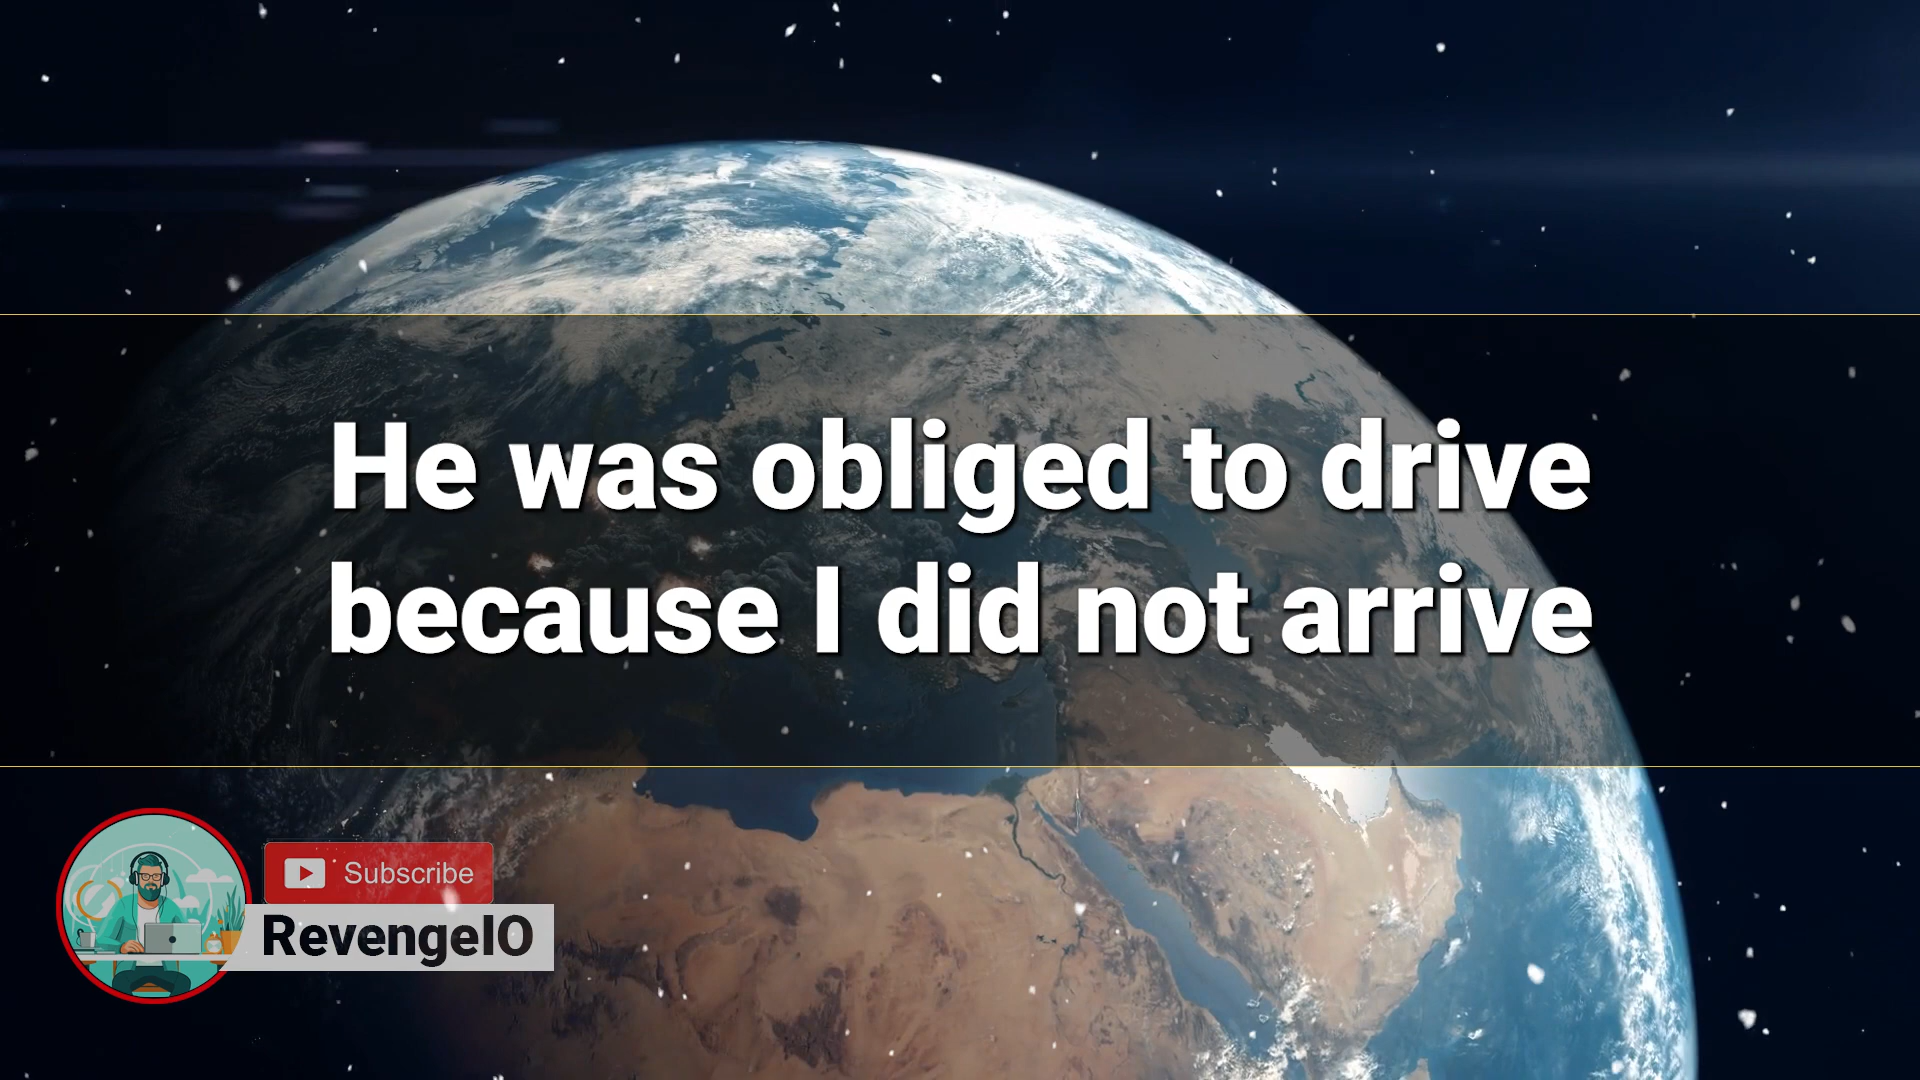 He was obliged to drive
because I did not arrive
Subscribe
RevengeIO